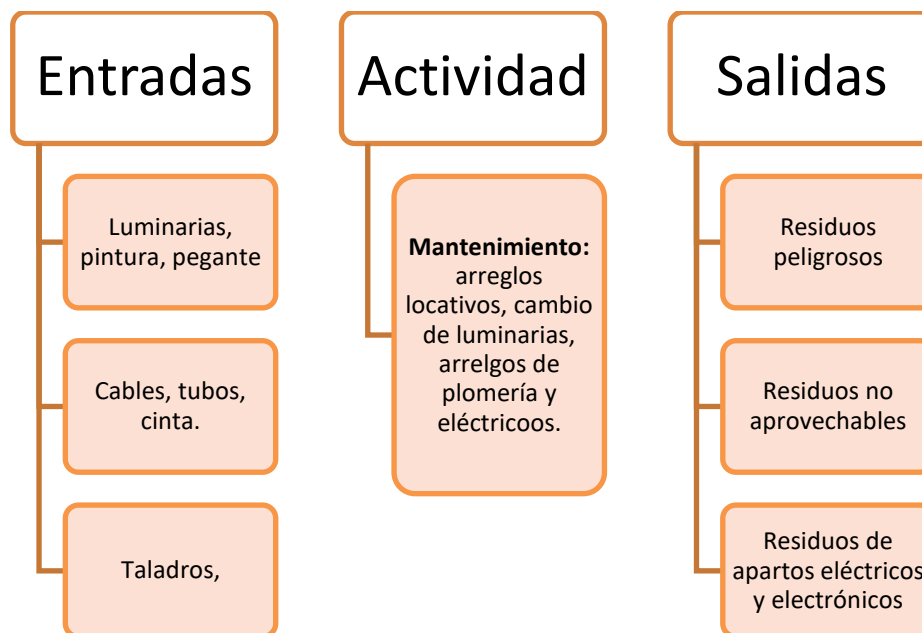 Entradas
Luminarias,
pintura, pegante
Cables, tubos,
cinta.
Taladros,
Actividad
Mantenimiento:
arreglos
locativos, cambio
de luminarias,
arrelgos de
plomería y
eléctricoos.
Salidas
Residuos
peligrosos
Residuos no
aprovechables
Residuos de
apartos eléctricos
y electrónicos